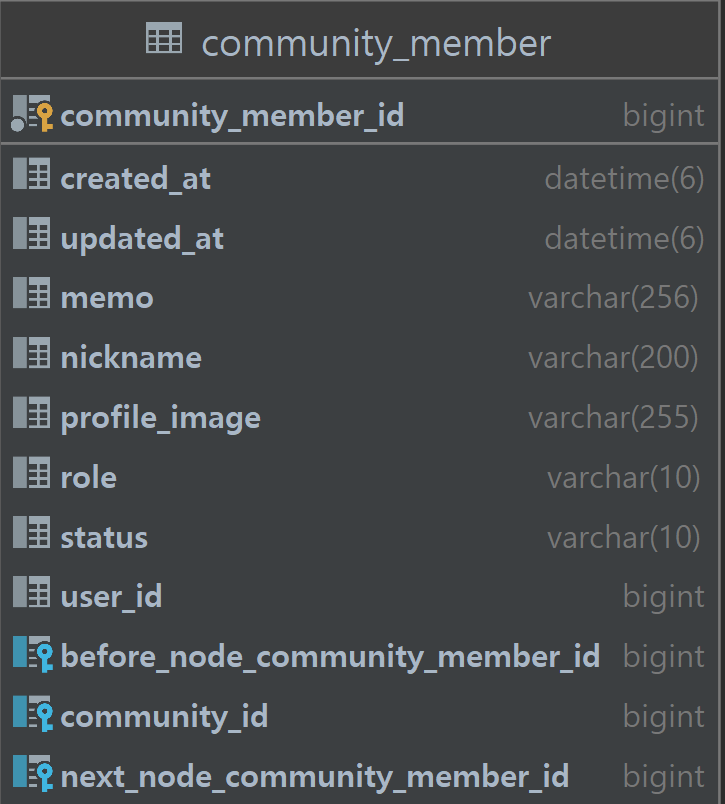 community_member
community_member_id bigint
created_at datetime(6)
updated_at datetime(6)
memo varchar(256)
nickname varchar(200)
profile_image varchar(255)
role varchar(10)
status varchar(10)
user_id bigint
before_node_community_member_id bigint
community_id bigint
next_node_community_member_id bigint